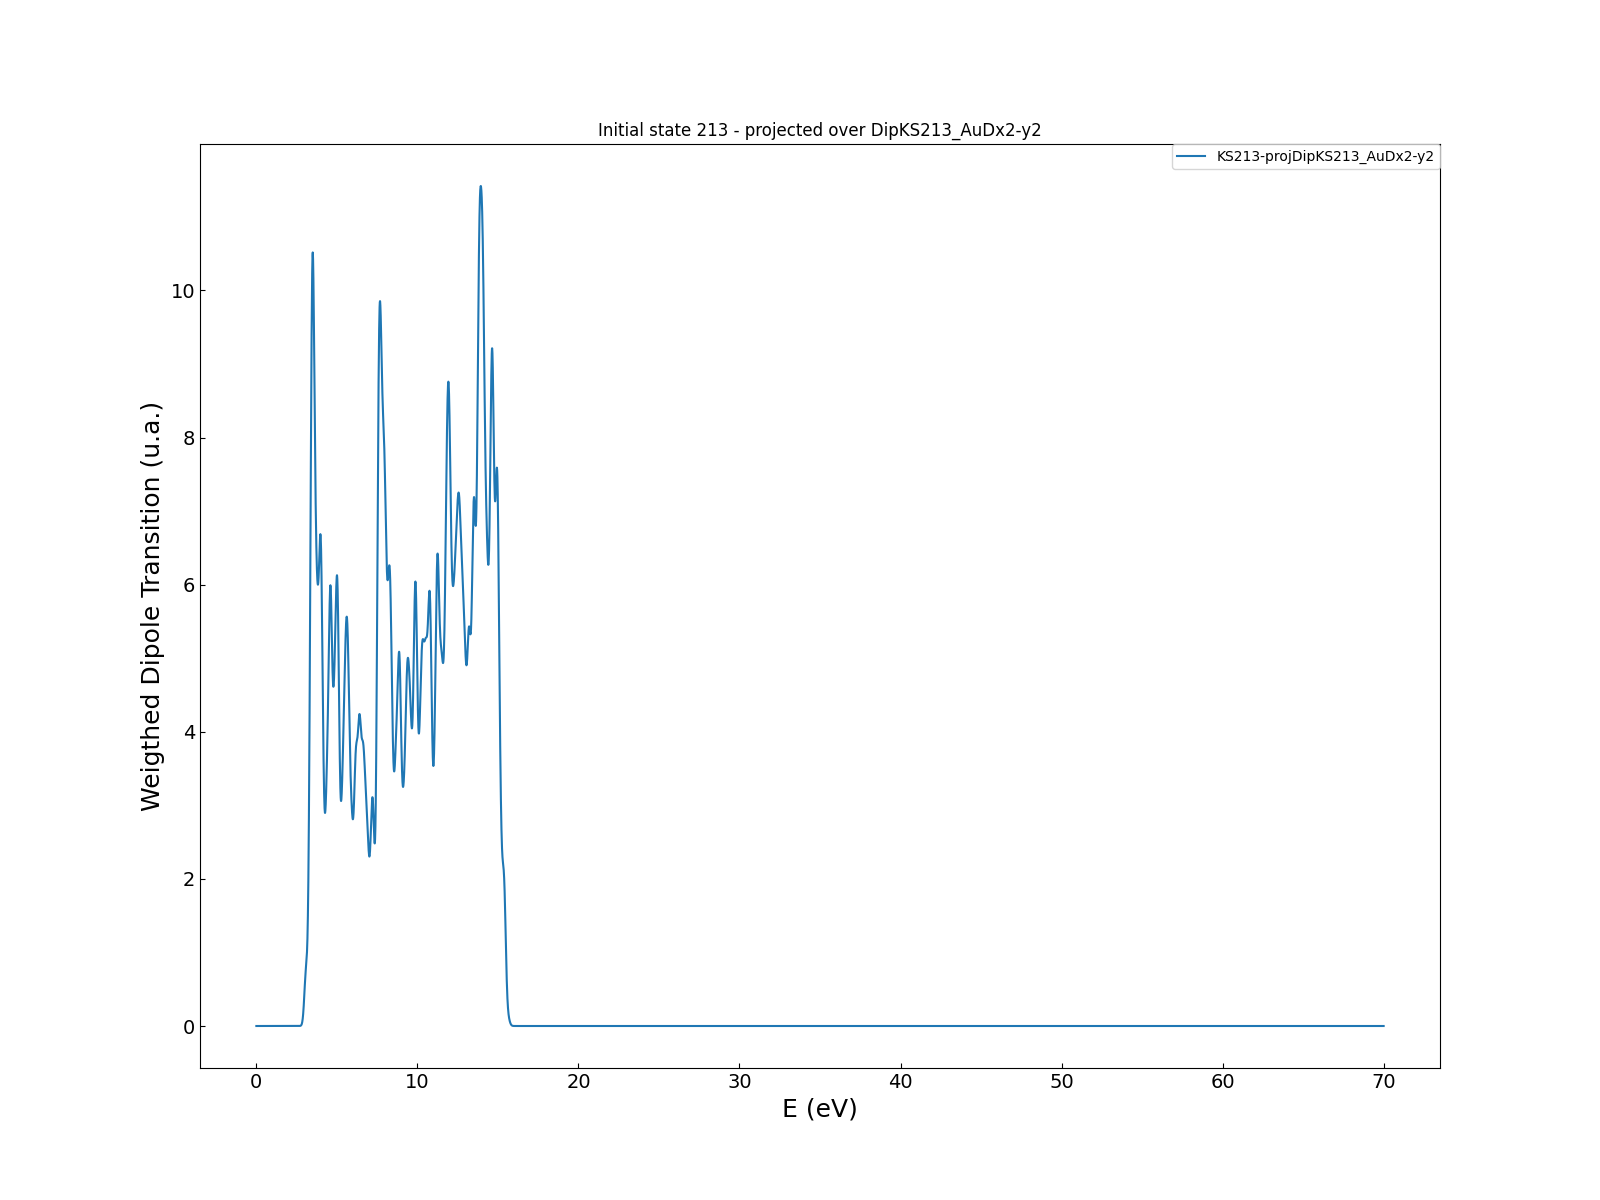 Initial state 213 - projected over DipKS213_AuDx2-y2
KS213-projDipKS213_AuDx2-y2
Weigthed Dipole Transition (u.a.)
10
8
6
4
2
0
0 10 20 30 40 50 60 70
E (eV)